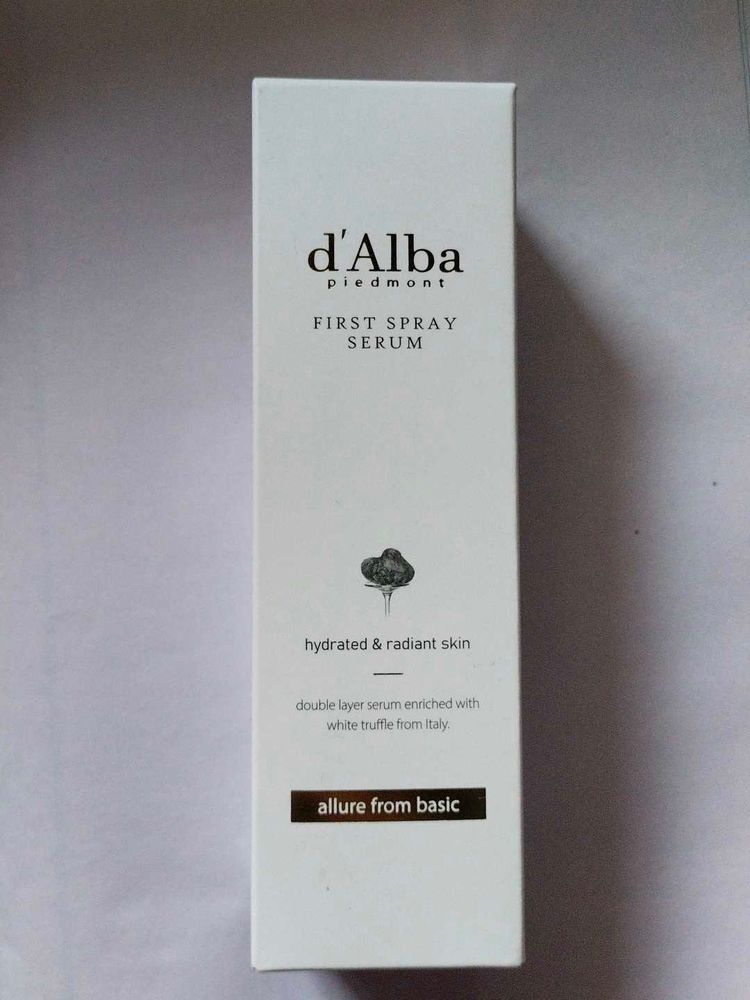 d'Alba
piedmont
FIRST SPRAY
SERUM
hydrated & radiant skin
double layer serum enriched with
white truffle from Italy.
allure from basic